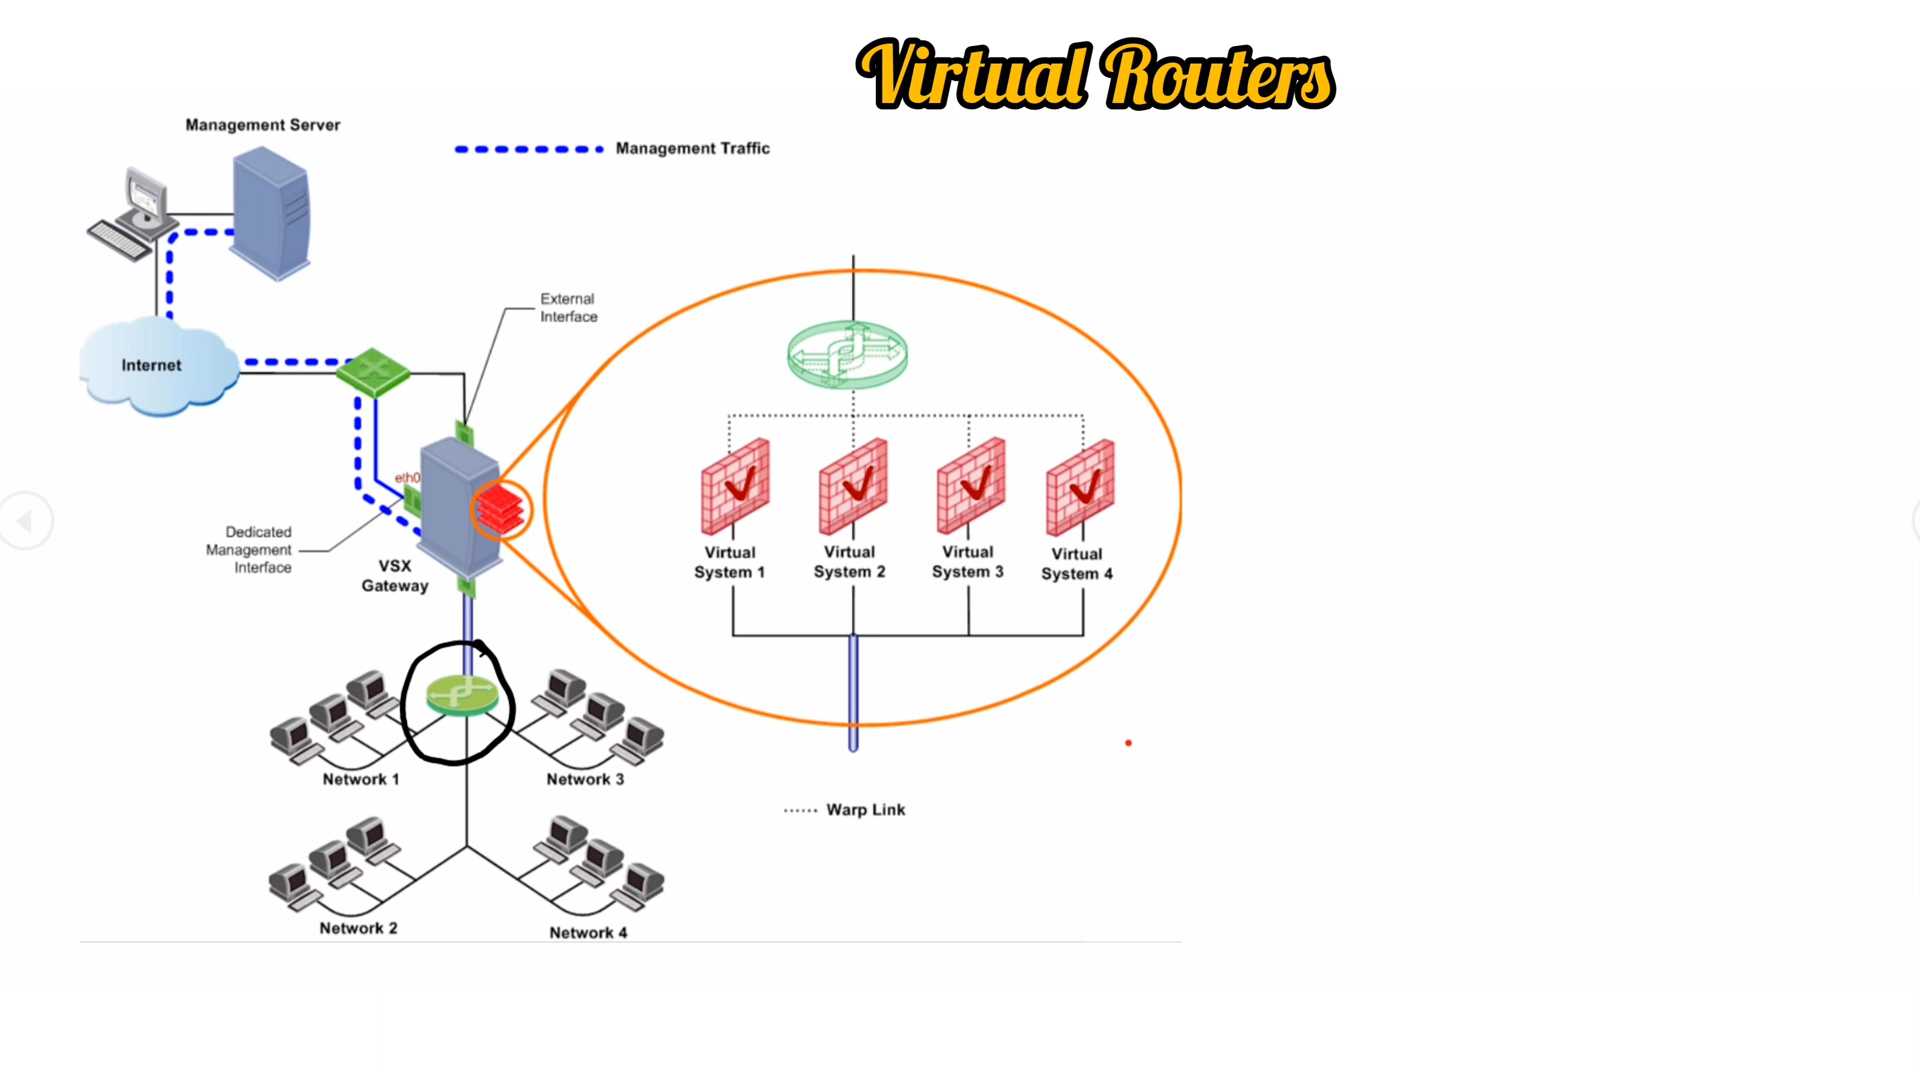 Virtual Routers
Management Server
Management Traffic
External
Interface
Internet
eth0
Dedicated
Management
Interface
VSX
Gateway
Virtual
System 1
Virtual
System 2
Virtual
System 3
Virtual
System 4
Network 1
Network 3
Warp Link
Network 2
Network 4